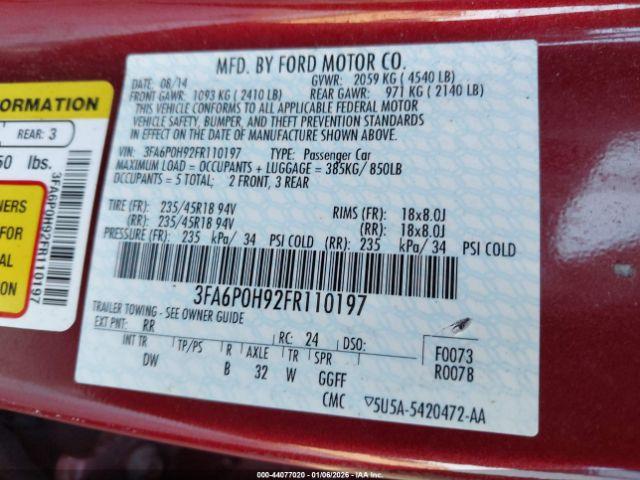 MFD. BY FORD MOTOR CO.
DATE: 08/14 GVWR: 2059 KG ( 4540 LB)
FRONT GAWR: 1093 KG ( 2410 LB) REAR GAWR: 971 KG ( 2140 LB)
THIS VEHICLE CONFORMS TO ALL APPLICABLE FEDERAL MOTOR
VEHICLE SAFETY, BUMPER, AND THEFT PREVENTION STANDARDS
IN EFFECT ON THE DATE OF MANUFACTURE SHOWN ABOVE.
VIN: 3FA6P0H92FR110197 TYPE: Passenger Car
MAXIMUM LOAD = OCCUPANTS + LUGGAGE = 385KG/ 850LB
OCCUPANTS = 5 TOTAL: 2 FRONT, 3 REAR
TIRE (FR): 235/45R18 94V RIMS (FR): 18x8.0J
(RR): 235/45R18 94V (RR): 18x8.0J
PRESSURE (FR): 235 kPa/ 34 PSI COLD (RR): 235 kPa/ 34 PSI COLD
3FA6P0H92FR110197
TRAILER TOWING - SEE OWNER GUIDE
EXT PNT: RR RC: 24 DSO:
INT TR TP/PS R AXLE TR SPR F0073
DW B 32 W GGFF R0078
CMC ▽5U5A-5420472-AA
ORMATION
REAR: 3
50 lbs.
NERS
FOR
TION
3FA6P0H92FR110197
000-44077020 | 01/06/2026 - IAA Inc.